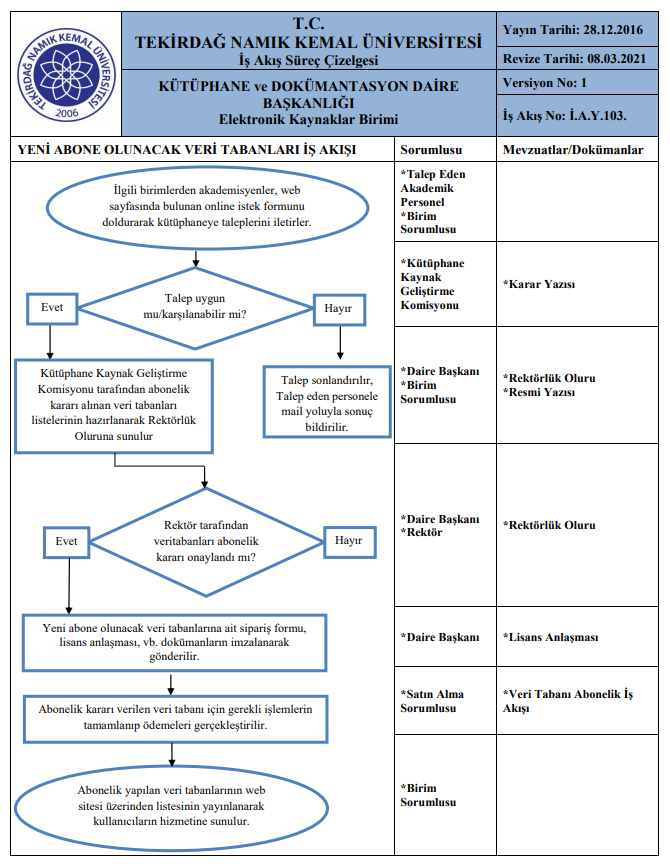 TEKİRDAĞ NAMIK KEMAL ÜNİVERSİTESİ
2006
T.C.
TEKİRDAĞ NAMIK KEMAL ÜNİVERSİTESİ
İş Akış Süreç Çizelgesi
KÜTÜPHANE ve DOKÜMANTASYON DAİRE
BAŞKANLIĞI
Elektronik Kaynaklar Birimi
Yayın Tarihi: 28.12.2016
Revize Tarihi: 08.03.2021
Versiyon No: 1
İş Akış No: İ.A.Y.103.
YENİ ABONE OLUNACAK VERİ TABANLARI İŞ AKIŞI
Sorumlusu
Mevzuatlar/Dokümanlar
İlgili birimlerden akademisyenler, web
sayfasında bulunan online istek formunu
doldurarak kütüphaneye taleplerini iletirler.
*Talep Eden
Akademik
Personel
*Birim
Sorumlusu
Talep uygun
mu/karşılanabilir mi?
Evet
Hayır
*Kütüphane
Kaynak
Geliştirme
Komisyonu
*Karar Yazısı
Kütüphane Kaynak Geliştirme
Komisyonu tarafından abonelik
kararı alınan veri tabanları
listelerinin hazırlanarak Rektörlük
Oluruna sunulur
Talep sonlandırılır,
Talep eden personele
mail yoluyla sonuç
bildirilir.
*Daire Başkanı
*Birim
Sorumlusu
*Rektörlük Oluru
*Resmi Yazısı
Rektör tarafından
veritabanları abonelik
kararı onaylandı mı?
Evet
Hayır
*Daire Başkanı
*Rektör
*Rektörlük Oluru
Yeni abone olunacak veri tabanlarına ait sipariş formu,
lisans anlaşması, vb. dokümların imzalanarak
gönderilir.
*Daire Başkanı
*Lisans Anlaşması
Abonelik kararı verilen veri tabanı için gerekli işlemlerin
tamamlanıp ödemeleri gerçekleştirilir.
*Satın Alma
Sorumlusu
*Veri Tabanı Abonelik İş
Akışı
Abonelik yapılan veri tabanlarının web
sitesi üzerinden listesinin yayınlanarak
kullanıcıların hizmetine sunulur.
*Birim
Sorumlusu